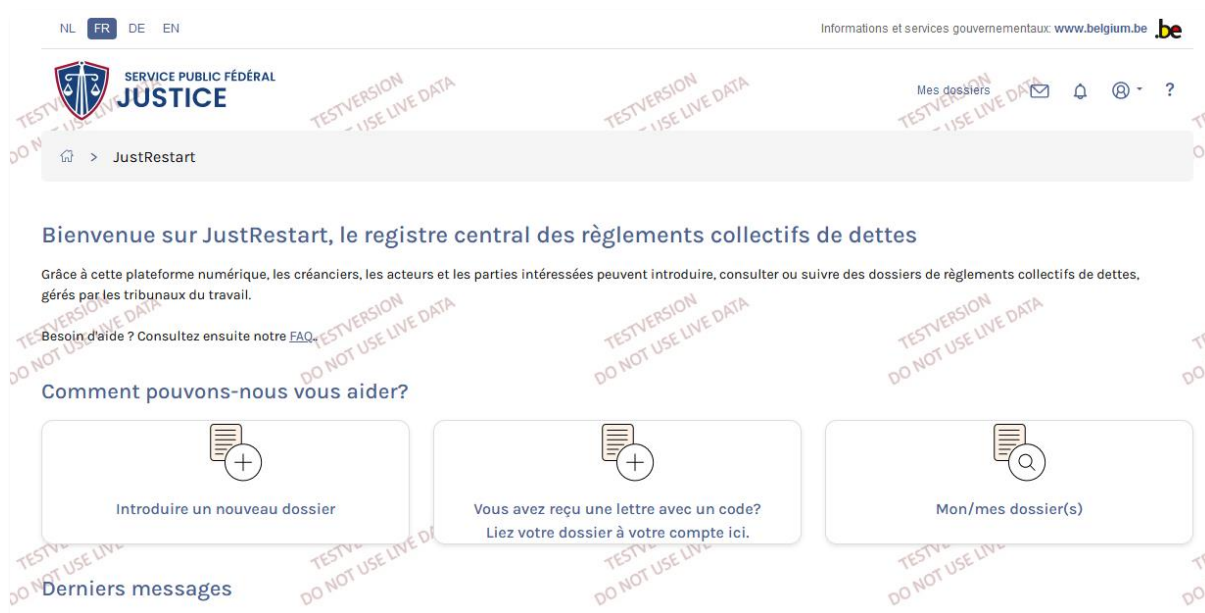 NL FR DE EN
Informations et services gouvernementaux: www.belgium.be .be
SERVICE PUBLIC FÉDÉRAL
JUSTICE
Mes dossiers ?
> JustRestart
Bienvenue sur JustRestart, le registre central des règlements collectifs de dettes
Grâce à cette plateforme numérique, les créanciers, les acteurs et les parties intéressées peuvent introduire, consulter ou suivre des dossiers de règlements collectifs de dettes,
gérés par les tribunaux du travail.
Besoin d'aide ? Consultez ensuite notre FAQ.
Comment pouvons-nous vous aider?
Introduire un nouveau dossier
Vous avez reçu une lettre avec un code?
Liez votre dossier à votre compte ici.
Mon/mes dossier(s)
Derniers messages
TESTVERSION
DO NOT USE LIVE DATA